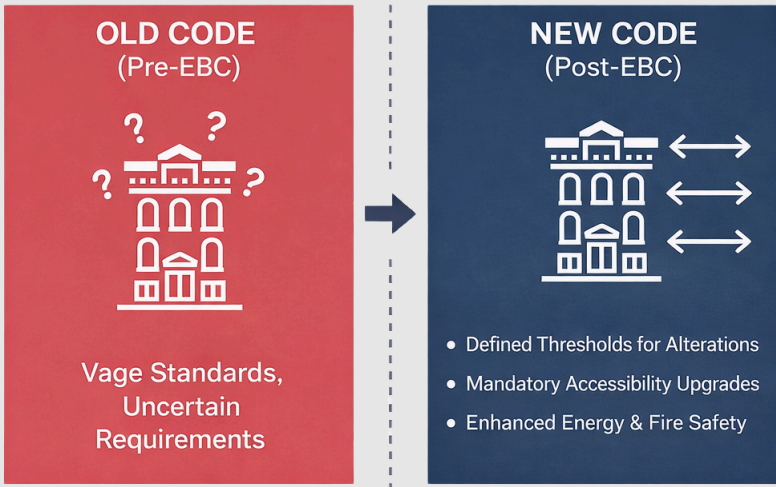 OLD CODE
(Pre-EBC)
? ? ? ?
Vage Standards,
Uncertain
Requirements
NEW CODE
(Post-EBC)
• Defined Thresholds for Alterations
• Mandatory Accessibility Upgrades
• Enhanced Energy & Fire Safety